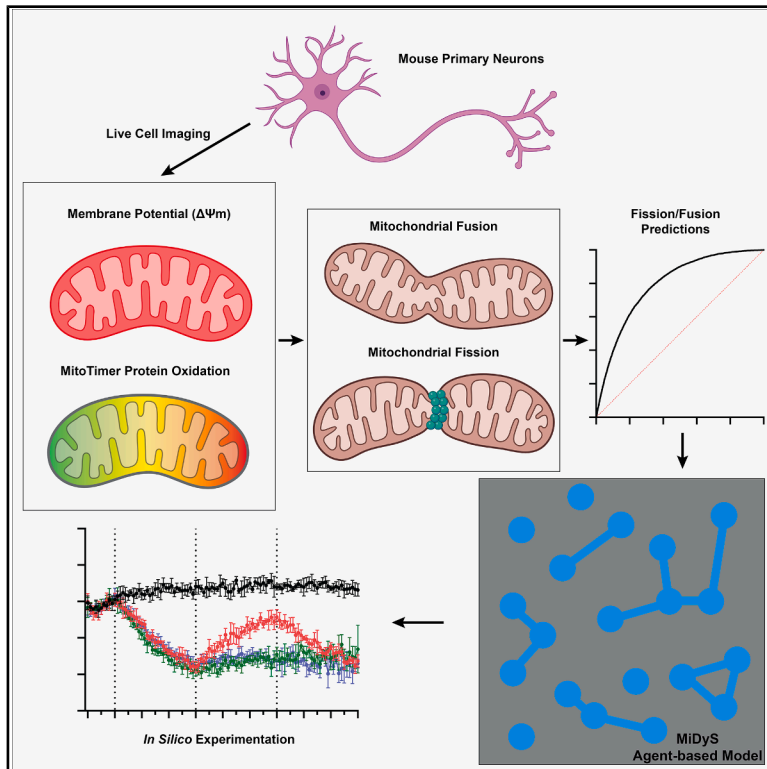 Mouse Primary Neurons
Live Cell Imaging
Membrane Potential (ΔΨm)
MitoTimer Protein Oxidation
Mitochondrial Fusion
Mitochondrial Fission
Fission/Fusion
Predictions
MiDyS
Agent-based Model
In Silico Experimentation